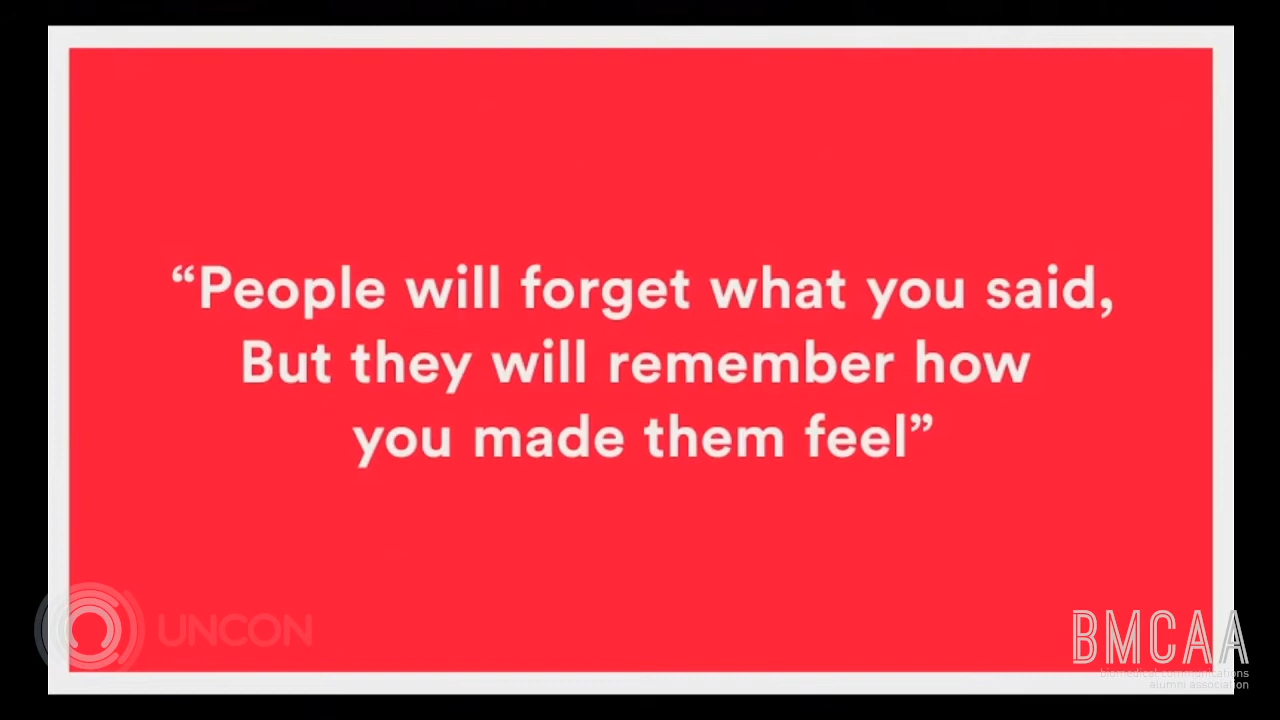 “People will forget what you said,
But they will remember how
you made them feel”
UNCON
BMCAA
biomedical communications
alumni association